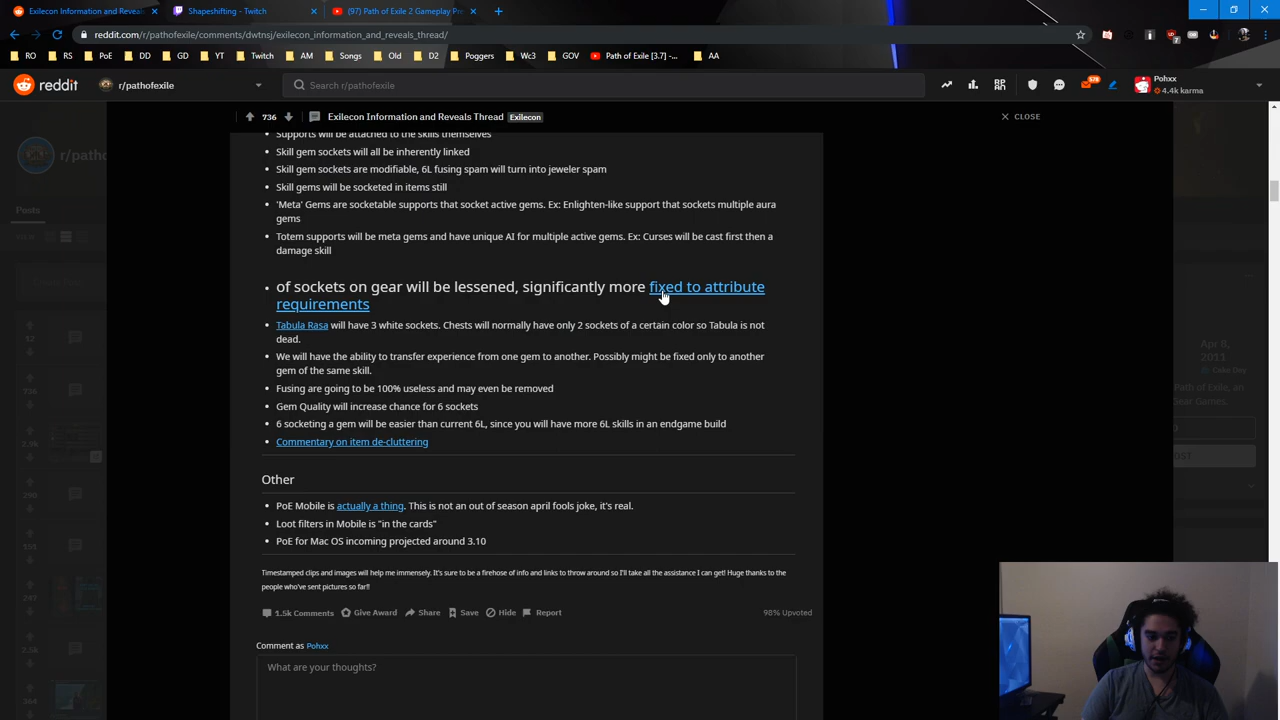 Exilecon Information and Reveals
Shapeshifting - Twitch
(97) Path of Exile 2 Gameplay Pre
reddit.com/r/pathofexile/comments/dwtnsj/exilecon_information_and_reveals_thread/
RO RS PoE DD GD YT Twitch AM Songs Old D2 Poggers Wc3 GOV Path of Exile [3.7] -... AA
reddit r/pathofexile Search r/pathofexile 
Pohxx
4.4k karma
736 Exilecon Information and Reveals Thread Exilecon CLOSE
Supports will be attached to the skills themselves
Skill gem sockets will all be inherently linked
Skill gem sockets are modifiable, 6L fusing spam will turn into jeweler spam
Skill gems will be socketed in items still
'Meta' Gems are socketable supports that socket active gems. Ex: Enlighten-like support that sockets multiple aura
gems
Totem supports will be meta gems and have unique AI for multiple active gems. Ex: Curses will be cast first then a
damage skill
of sockets on gear will be lessened, significantly more fixed to attribute
requirements
Tabula Rasa will have 3 white sockets. Chests will normally have only 2 sockets of a certain color so Tabula is not
dead.
We will have the ability to transfer experience from one gem to another. Possibly might be fixed only to another
gem of the same skill.
Fusing are going to be 100% useless and may even be removed
Gem Quality will increase chance for 6 sockets
6 socketing a gem will be easier than current 6L, since you will have more 6L skills in an endgame build
Commentary on item de-cluttering
Other
PoE Mobile is actually a thing. This is not an out of season april fools joke, it's real.
Loot filters in Mobile is "in the cards"
PoE for Mac OS incoming projected around 3.10
Timestamped clips and images will help me immensely. It's sure to be a firehose of info and links to throw around so I'll take all the assistance I can get! Huge thanks to the
people who've sent pictures so far!!
1.5k Comments Give Award Share Save Hide Report 98% Upvoted
Comment as Pohxx
What are your thoughts?
r/patho
Posts
Apr 8,
2011
Path of Exile, an